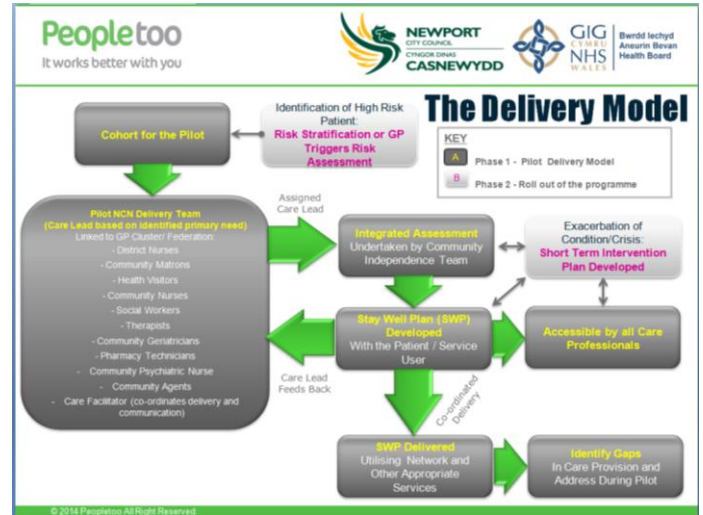 Peopletoo
It works better with you
NEWPORT
CITY COUNCIL
CYNGOR DINAS
CASNEWYDD
GIG
CYMRU
NHS
WALES
Bwrdd Iechyd
Aneurin Bevan
Health Board
The Delivery Model
KEY
A
Phase 1 - Pilot Delivery Model
B
Phase 2 - Roll out of the programme
Cohort for the Pilot
Identification of High Risk
Patient:
Risk Stratification or GP
Triggers Risk
Assessment
Pilot NCN Delivery Team
(Care Lead based on identified primary need)
Linked to GP Cluster/ Federation:
- District Nurses
- Community Matrons
- Health Visitors
- Community Nurses
- Social Workers
- Therapists
- Community Geriatricians
- Pharmacy Technicians
- Community Psychiatric Nurse
- Community Agents
- Care Facilitator (co-ordinates delivery and
communication)
Assigned
Care Lead
Integrated Assessment
Undertaken by Community
Independence Team
Exacerbation of
Condition/Crisis:
Short Term Intervention
Plan Developed
Stay Well Plan (SWP)
Developed
With the Patient / Service
User
Accessible by all Care
Professionals
Care Lead
Feeds Back
Co-ordinated
Delivery
SWP Delivered
Utilising Network and
Other Appropriate
Services
Identify Gaps
In Care Provision and
Address During Pilot
© 2014 Peopletoo All Right Reserved